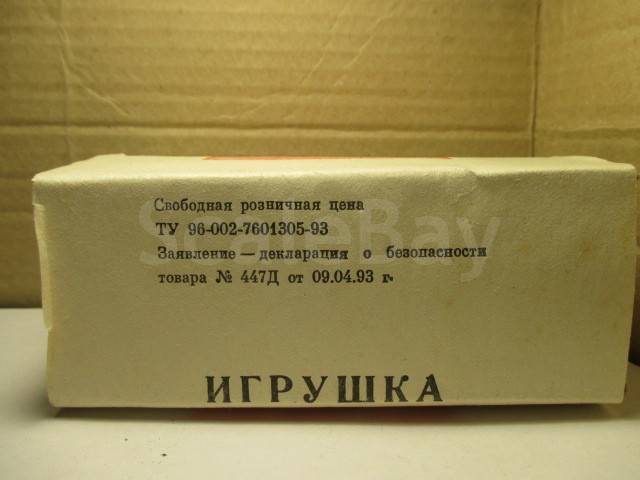 Свободная розничная цена
ТУ 96-002-7601305-93
Заявление — декларация о безопасности
товара № 447Д от 09.04.93 г.
ИГРУШКА
ScaleBay